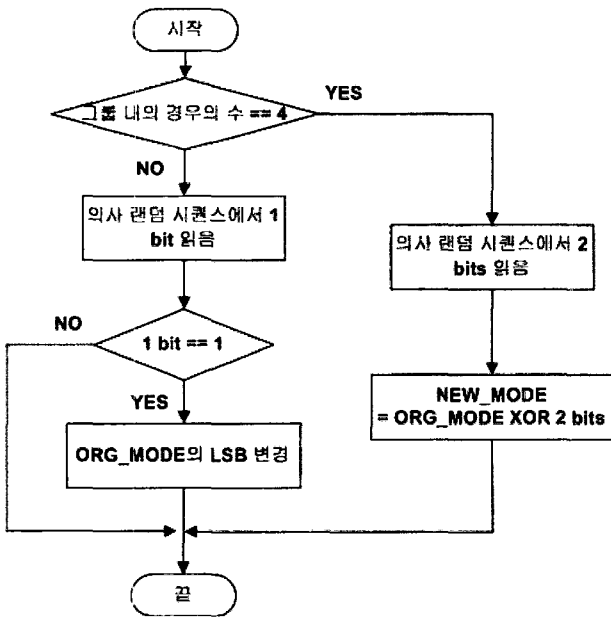 시작
그룹 내의 경우의 수 == 4
YES
NO
의사 랜덤 시퀀스에서 1
bit 읽음
의사 랜덤 시퀀스에서 2
bits 읽음
NO
1 bit == 1
YES
NEW_MODE
= ORG_MODE XOR 2 bits
ORG_MODE의 LSB 변경
끝